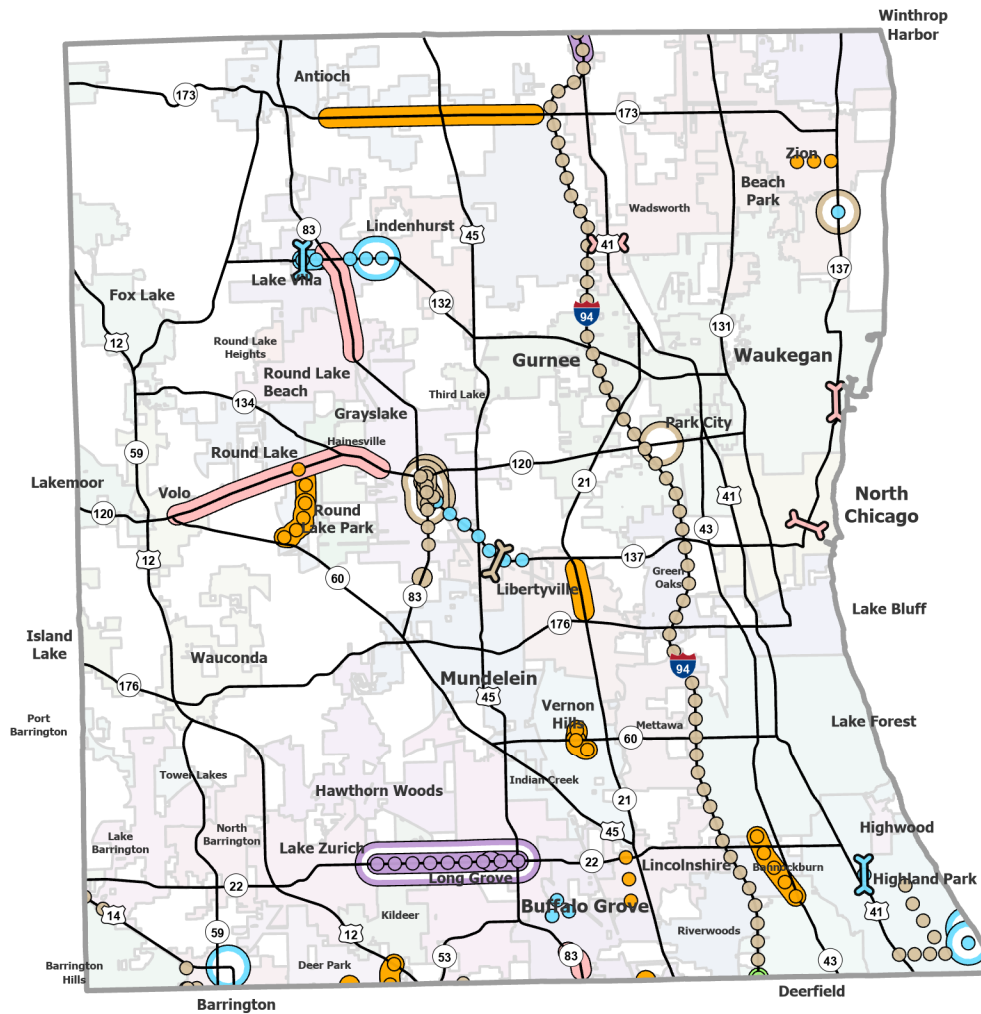 Winthrop
Harbor
Antioch
173
173
Zion
Beach
Park
Wadsworth
Lindenhurst
83
45
41
Lake Villa
137
Fox Lake
132
94
131
12
Round Lake
Heights
Gurnee
Waukegan
Round Lake
Beach
Third Lake
134
Grayslake
Park City
Hainesville
59
Round Lake
120
Lakemoor
21
Volo
41
North
Chicago
120
Round
Lake Park
43
12
137
Green
Oaks
60
Libertyville
83
Lake Bluff
176
Island
Lake
Wauconda
94
Mundelein
176
45
Port
Barrington
Vernon
Hills
Mettawa
Lake Forest
60
Tower Lakes
Indian Creek
Hawthorn Woods
21
Lake
Barrington
North
Barrington
45
Highwood
Lake Zurich
22
Lincolnshire
Bannockburn
Long Grove
Highland Park
22
14
Kildeer
Buffalo Grove
41
59
12
Riverwoods
Barrington
Hills
Deer Park
53
83
43
Barrington
Deerfield